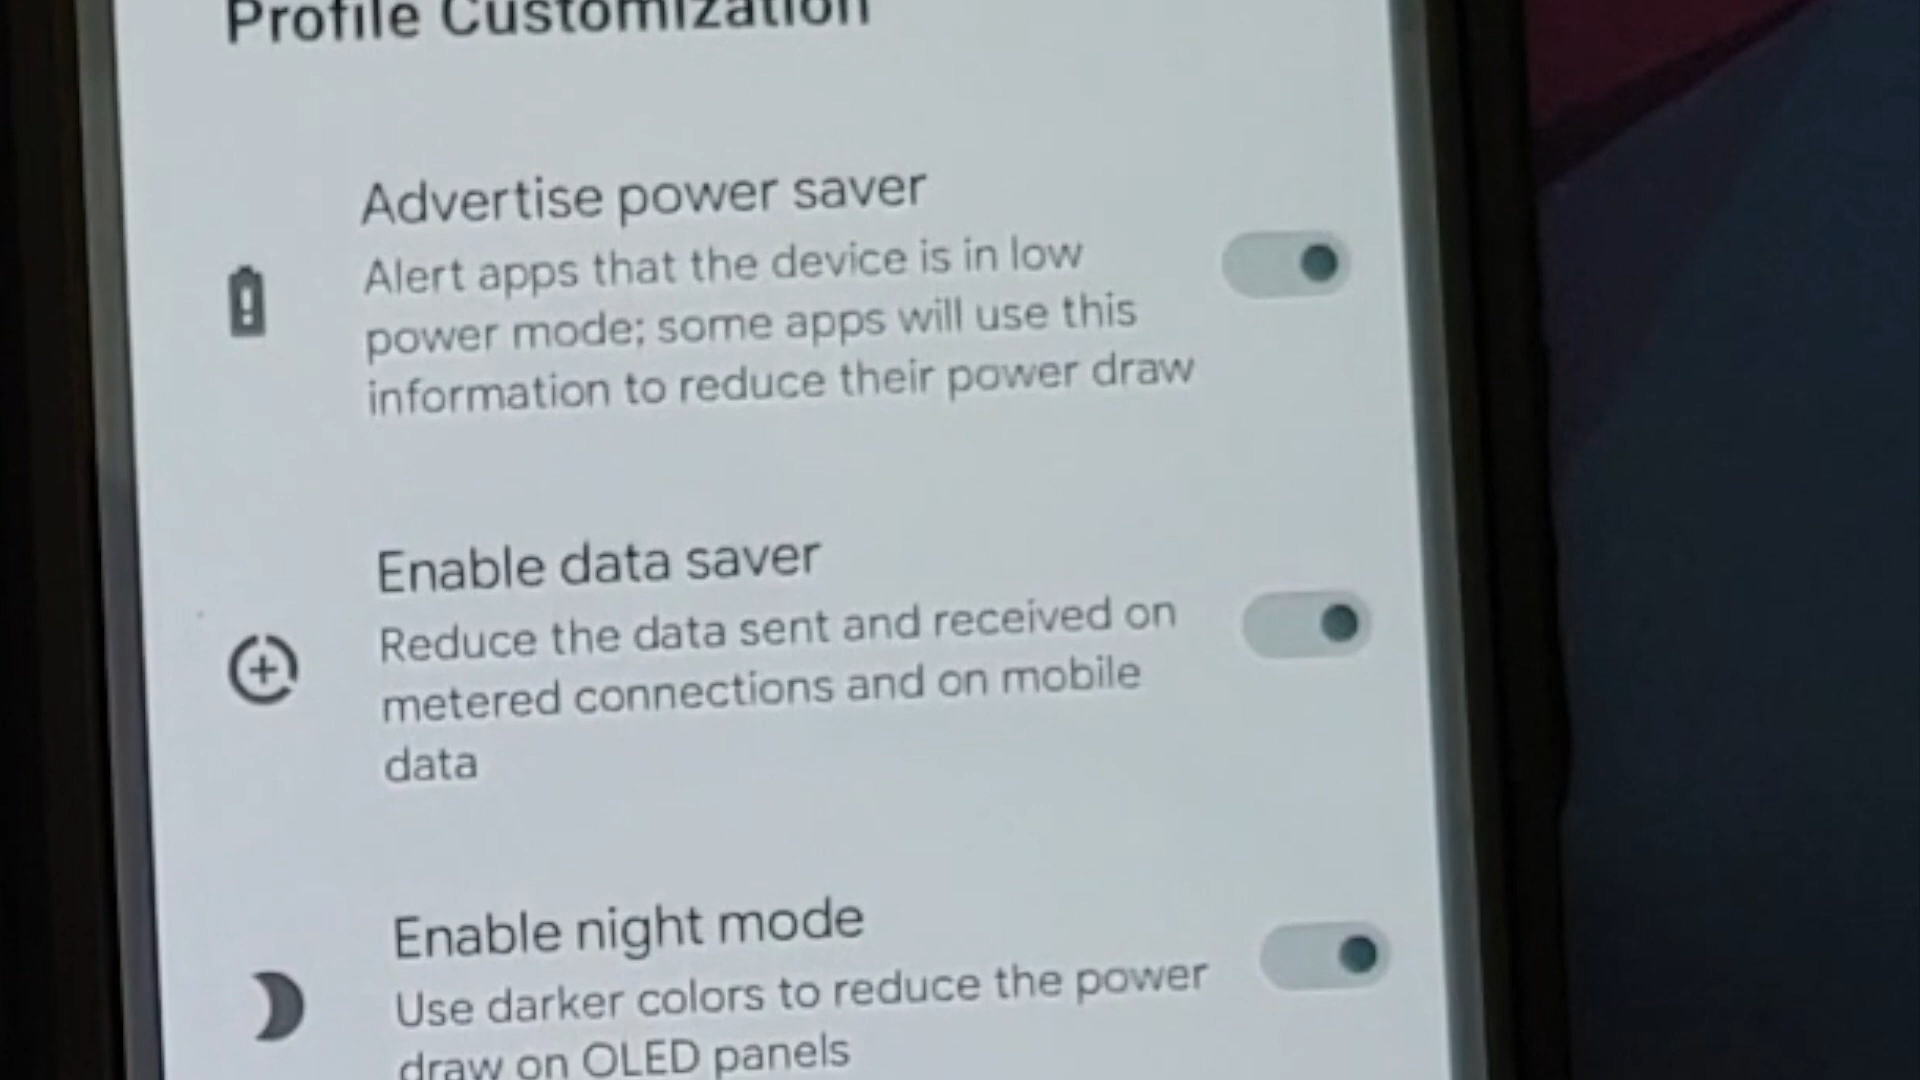 Profile Customization
Advertise power saver
Alert apps that the device is in low
power mode; some apps will use this
information to reduce their power draw
Enable data saver
Reduce the data sent and received on
metered connections and on mobile
data
Enable night mode
Use darker colors to reduce the power
draw on OLED panels